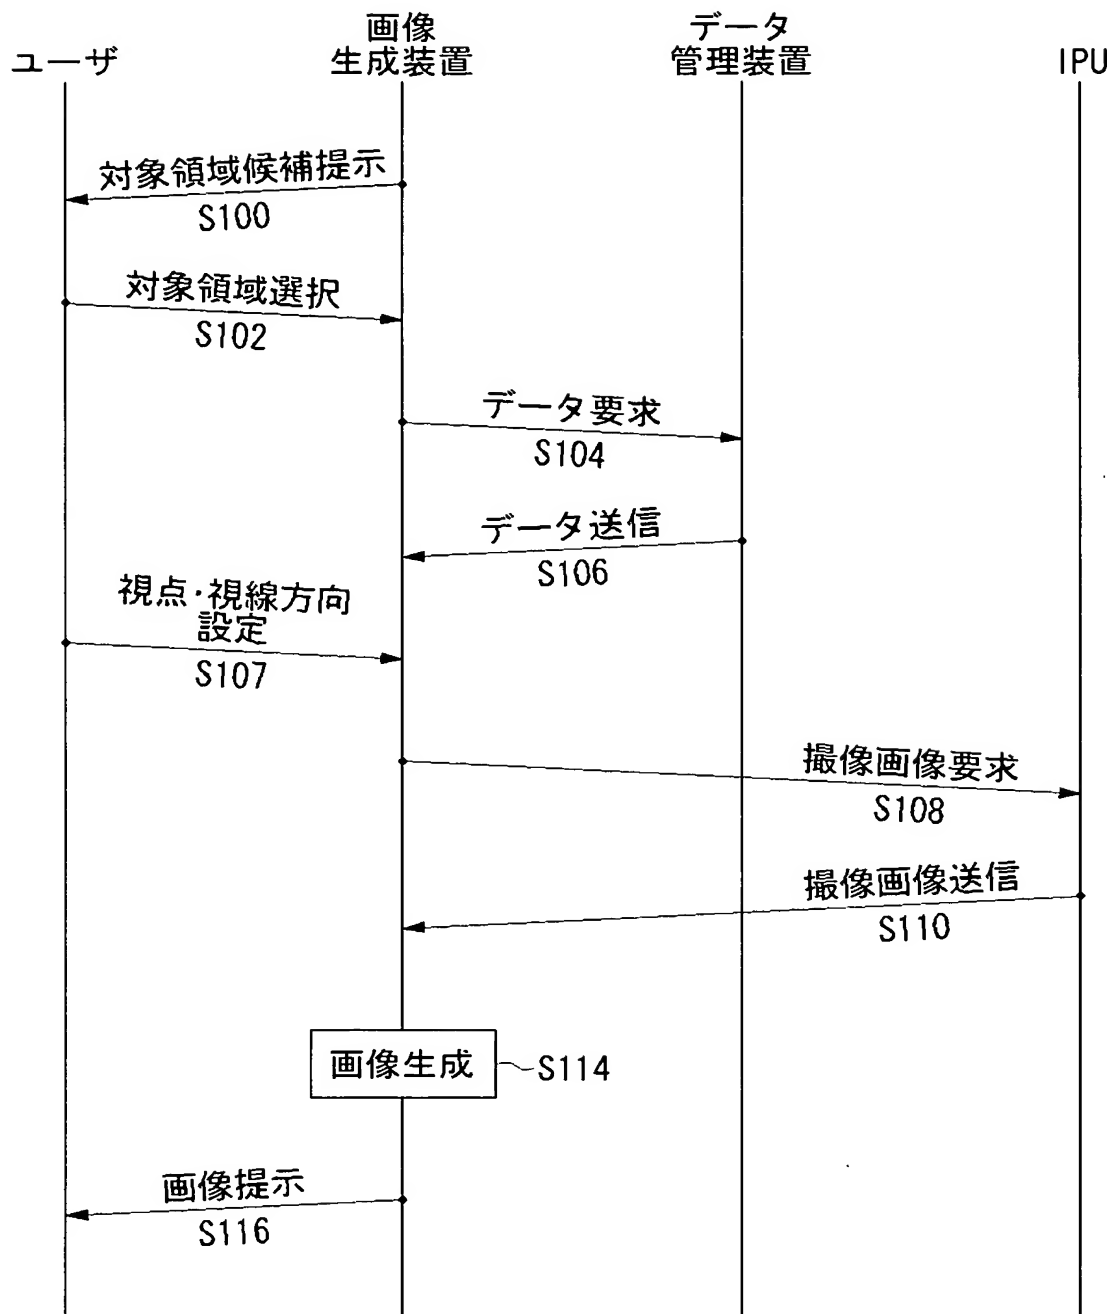 ユーザ
画像
生成装置
データ
管理装置
IPU
対象領域候補提示
S100
対象領域選択
S102
データ要求
S104
データ送信
S106
視点・視線方向
設定
S107
撮像画像要求
S108
撮像画像送信
S110
画像生成
S114
画像提示
S116